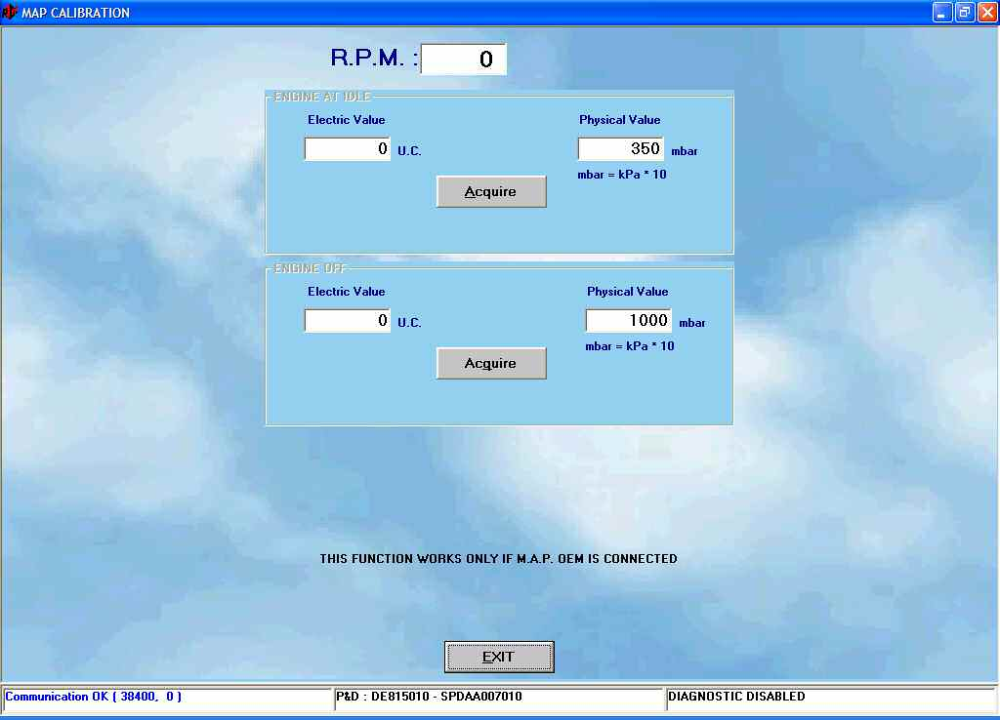 MAP CALIBRATION
R.P.M. : 0
ENGINE AT IDLE
Electric Value Physical Value
0 U.C. 350 mbar
mbar = kPa * 10
Acquire
ENGINE OFF
Electric Value Physical Value
0 U.C. 1000 mbar
mbar = kPa * 10
Acquire
THIS FUNCTION WORKS ONLY IF M.A.P. OEM IS CONNECTED
EXIT
Communication OK ( 38400, 0 ) P&D : DE815010 - SPDAA007010 DIAGNOSTIC DISABLED